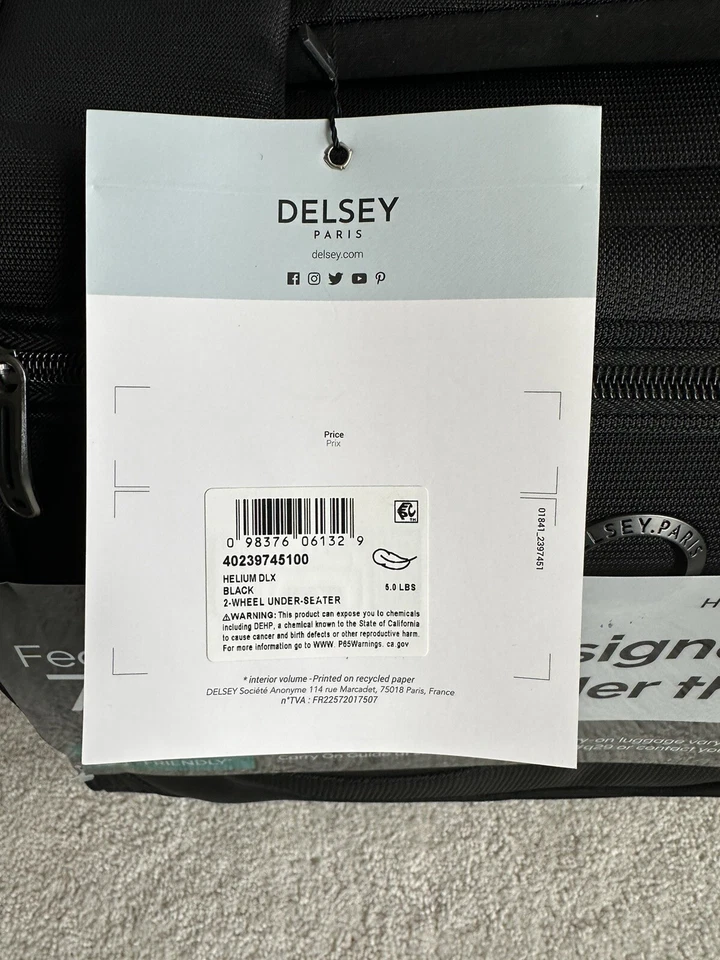 DELSEY
PARIS
delsey.com
Price
Prix
0 98376 06132 9
40239745100
HELIUM DLX
BLACK
5.0 LBS
2-WHEEL UNDER-SEATER
⚠WARNING: This product can expose you to chemicals
including DEHP, a chemical known to the State of California
to cause cancer and birth defects or other reproductive harm.
For more information go to WWW. P65Warnings. ca.gov
01841_2397451
* interior volume - Printed on recycled paper
DELSEY Société Anonyme 114 rue Marcadet, 75018 Paris, France
n°TVA : FR22572017507
LSEY.PARIS
FRIENDLY
Carry On